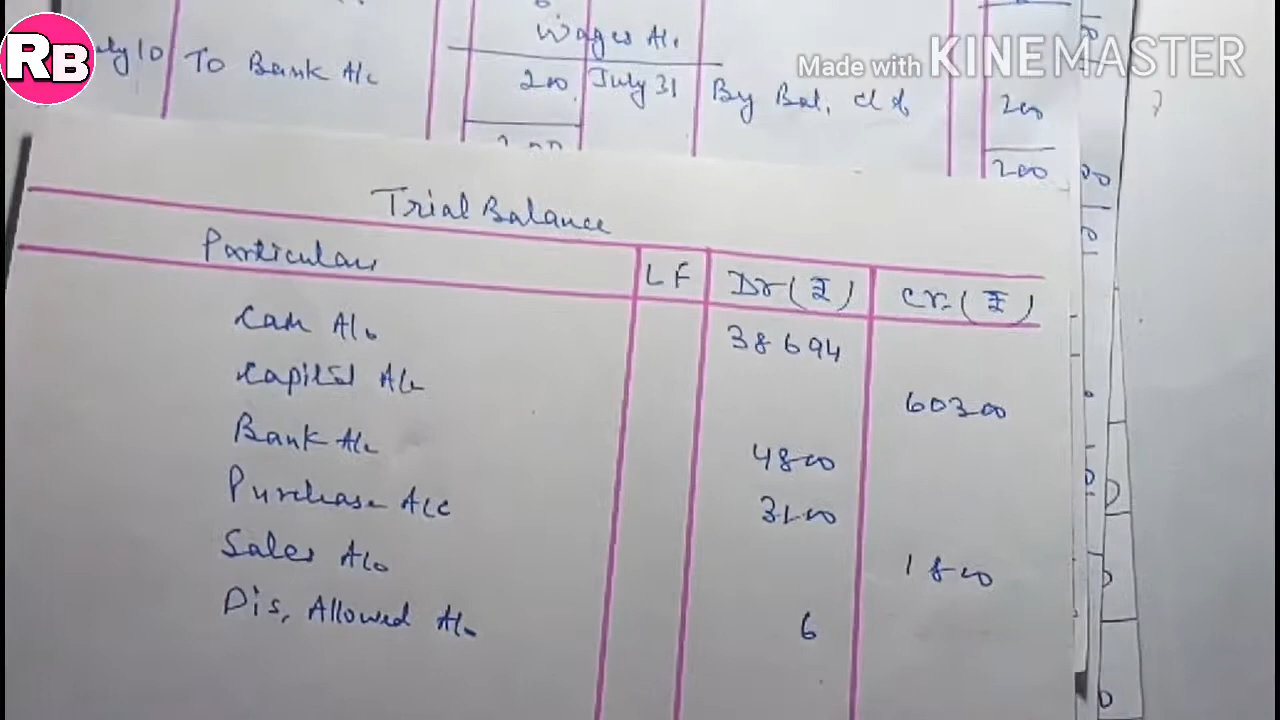 RB
Made with KINEMASTER
Wages A/c
July 10 To Bank A/c 200 July 31 By Bal. c/d 200
200
Trial Balance
Particulars LF Dr (₹) Cr. (₹)
Cash A/c 38694
Capital A/c 60300
Bank A/c 4800
Purchase A/c 3100
Sales A/c 1800
Dis. Allowed A/c 6